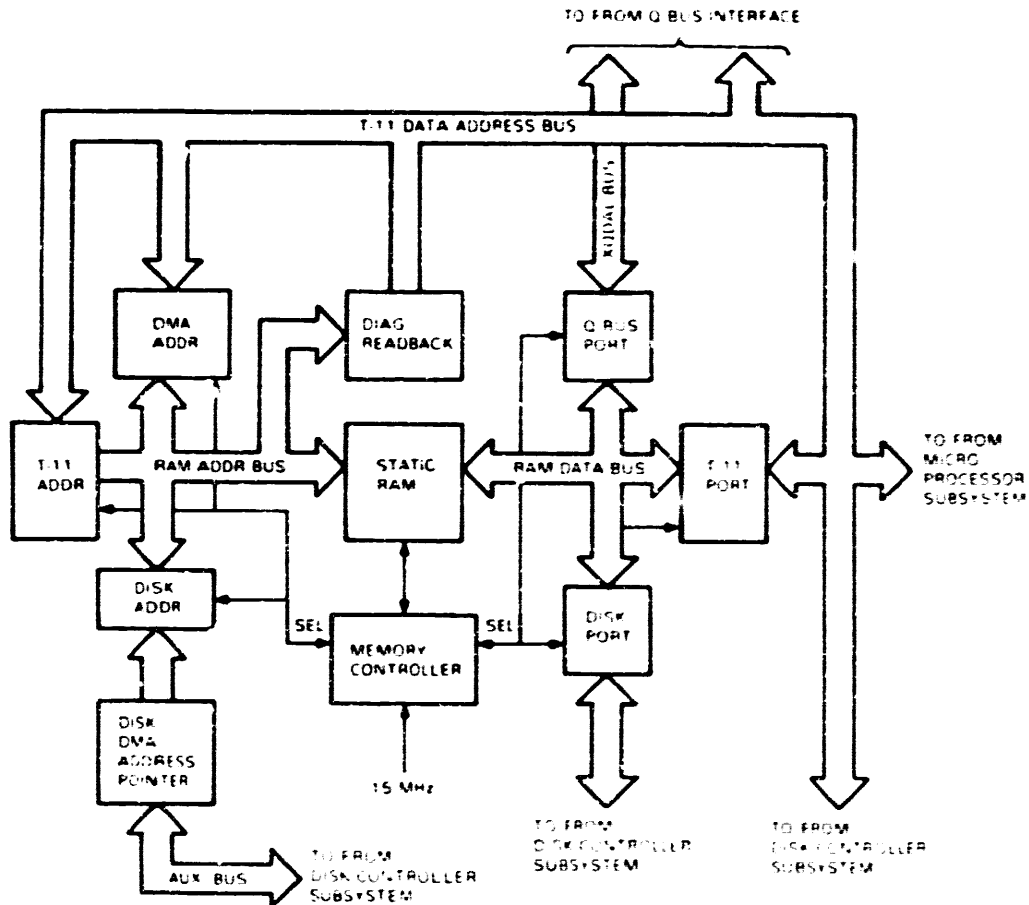 TO FROM Q BUS INTERFACE
T-11 DATA ADDRESS BUS
XQDAL BUS
DMA
ADDR
DIAG
READBACK
Q BUS
PORT
T-11
ADDR
RAM ADDR BUS
STATIC
RAM
RAM DATA BUS
T-11
PORT
TO FROM
MICRO
PROCESSOR
SUBSYSTEM
DISK
ADDR
SEL
MEMORY
CONTROLLER
SEL
DISK
PORT
DISK
DMA
ADDRESS
POINTER
15 MHz
TO FROM
DISK CONTROLLER
SUBSYSTEM
TO FROM
DISK CONTROLLER
SUBSYSTEM
AUX BUS
TO FROM
DISK CONTROLLER
SUBSYSTEM